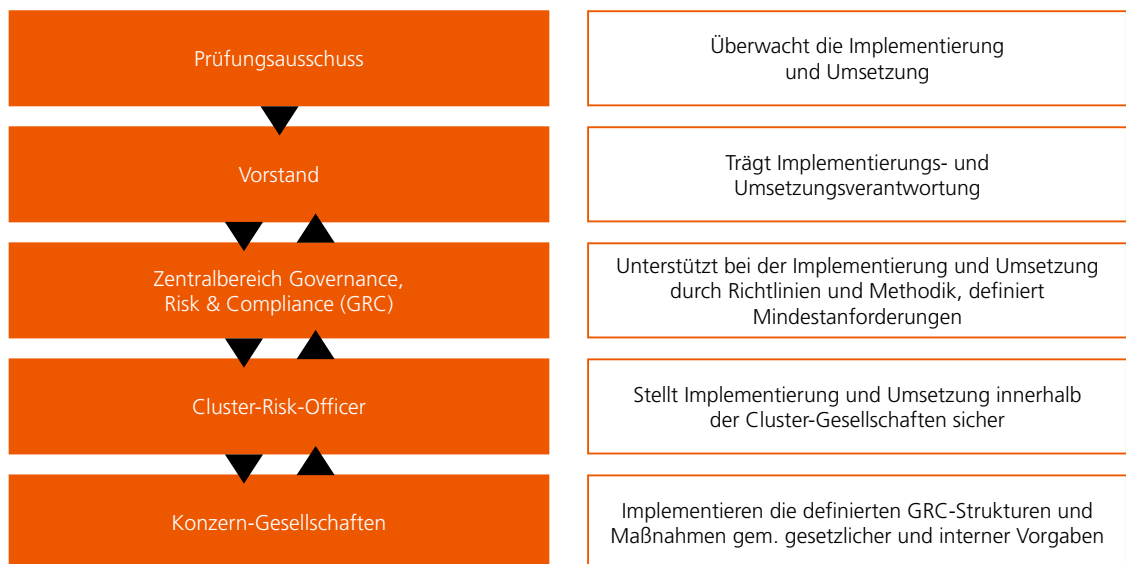 Prüfungsausschuss
Überwacht die Implementierung
und Umsetzung
Vorstand
Trägt Implementierungs- und
Umsetzungsverantwortung
Zentralbereich Governance,
Risk & Compliance (GRC)
Unterstützt bei der Implementierung und Umsetzung
durch Richtlinien und Methodik, definiert
Mindestanforderungen
Cluster-Risk-Officer
Stellt Implementierung und Umsetzung innerhalb
der Cluster-Gesellschaften sicher
Konzern-Gesellschaften
Implementieren die definierten GRC-Strukturen und
Maßnahmen gem. gesetzlicher und interner Vorgaben